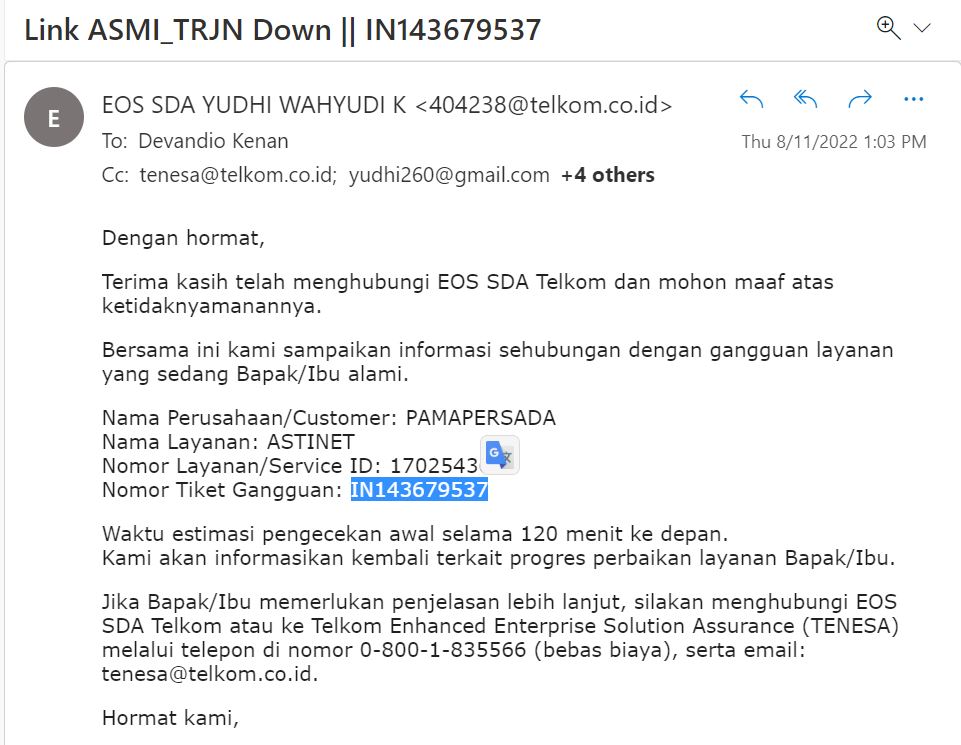 Link ASMI_TRJN Down || IN143679537
E
EOS SDA YUDHI WAHYUDI K <404238@telkom.co.id>
To: Devandio Kenan
Thu 8/11/2022 1:03 PM
Cc: tenesa@telkom.co.id; yudhi260@gmail.com +4 others
Dengan hormat,
Terima kasih telah menghubungi EOS SDA Telkom dan mohon maaf atas
ketidaknyamanannya.
Bersama ini kami sampaikan informasi sehubungan dengan gangguan layanan
yang sedang Bapak/Ibu alami.
Nama Perusahaan/Customer: PAMAPERSADA
Nama Layanan: ASTINET
Nomor Layanan/Service ID: 1702543
Nomor Tiket Gangguan: IN143679537
Waktu estimasi pengecekan awal selama 120 menit ke depan.
Kami akan informasikan kembali terkait progres perbaikan layanan Bapak/Ibu.
Jika Bapak/Ibu memerlukan penjelasan lebih lanjut, silakan menghubungi EOS
SDA Telkom atau ke Telkom Enhanced Enterprise Solution Assurance (TENESA)
melalui telepon di nomor 0-800-1-835566 (bebas biaya), serta email:
tenesa@telkom.co.id.
Hormat kami,